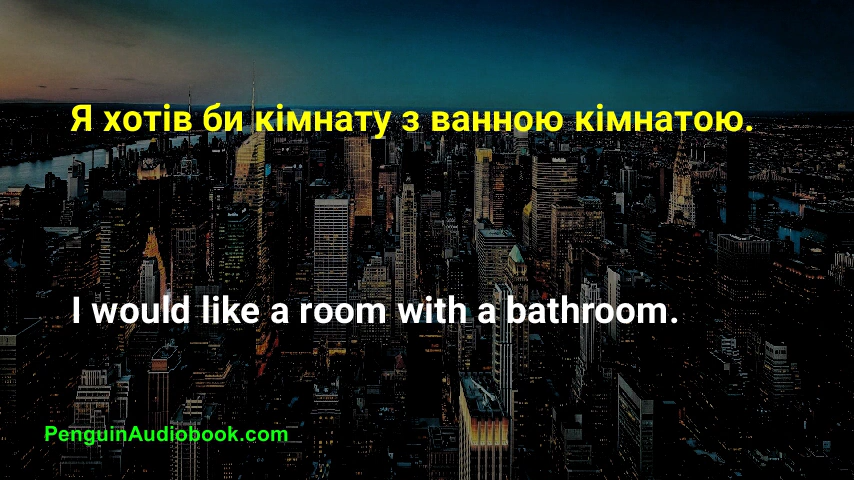 Я хотів би кімнату з ванною кімнатою.
I would like a room with a bathroom.
PenguinAudiobook.com